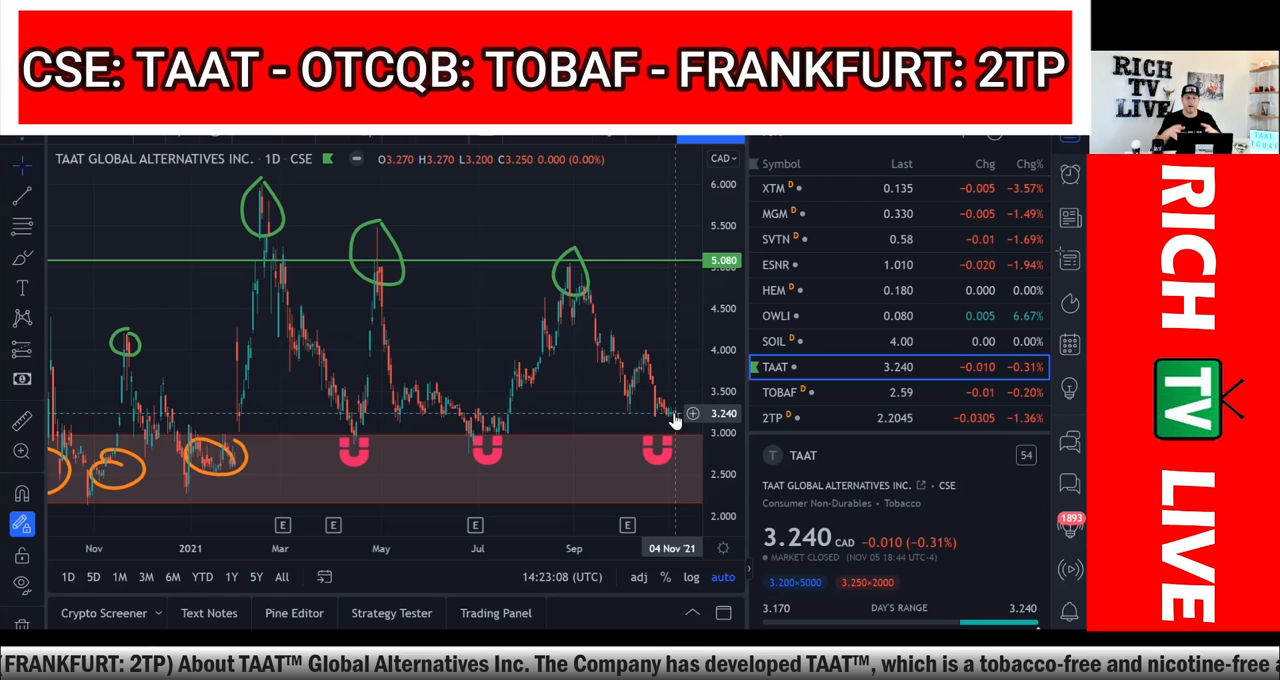 CSE: TAAT - OTCQB: TOBAF - FRANKFURT: 2TP
RICH
TV
LIVE
TAAT GLOBAL ALTERNATIVES INC. · 1D · CSE O3.270 H3.270 L3.200 C3.250 0.000 (0.00%)
CAD
6.000
5.500
5.080
5.000
4.500
4.000
3.500
3.240
3.000
2.500
2.000
E E E E
Nov 2021 Mar May Jul Sep 04 Nov '21
1D 5D 1M 3M 6M YTD 1Y 5Y All
14:23:08 (UTC) adj % log auto
Crypto Screener Text Notes Pine Editor Strategy Tester Trading Panel
Symbol Last Chg Chg%
XTM D 0.135 −0.005 −3.57%
MGM D 0.330 −0.005 −1.49%
SVTN D 0.58 −0.01 −1.69%
ESNR 1.010 −0.020 −1.94%
HEM D 0.180 0.000 0.00%
OWLI 0.080 0.005 6.67%
SOIL D 4.00 0.00 0.00%
TAAT 3.240 −0.010 −0.31%
TOBAF D 2.59 −0.01 −0.20%
2TP D 2.2045 −0.0305 −1.36%
T TAAT 54
TAAT GLOBAL ALTERNATIVES INC. · CSE
Consumer Non-Durables • Tobacco
3.240 CAD −0.010 (−0.31%)
MARKET CLOSED (NOV 05 18:44 UTC-4)
3.200×5000 3.250×2000
3.170 DAY'S RANGE 3.240
1893
RICH
TV
LIVE
FRANKFURT: 2TP) About TAAT™ Global Alternatives Inc. The Company has developed TAAT™, which is a tobacco-free and nicotine-free